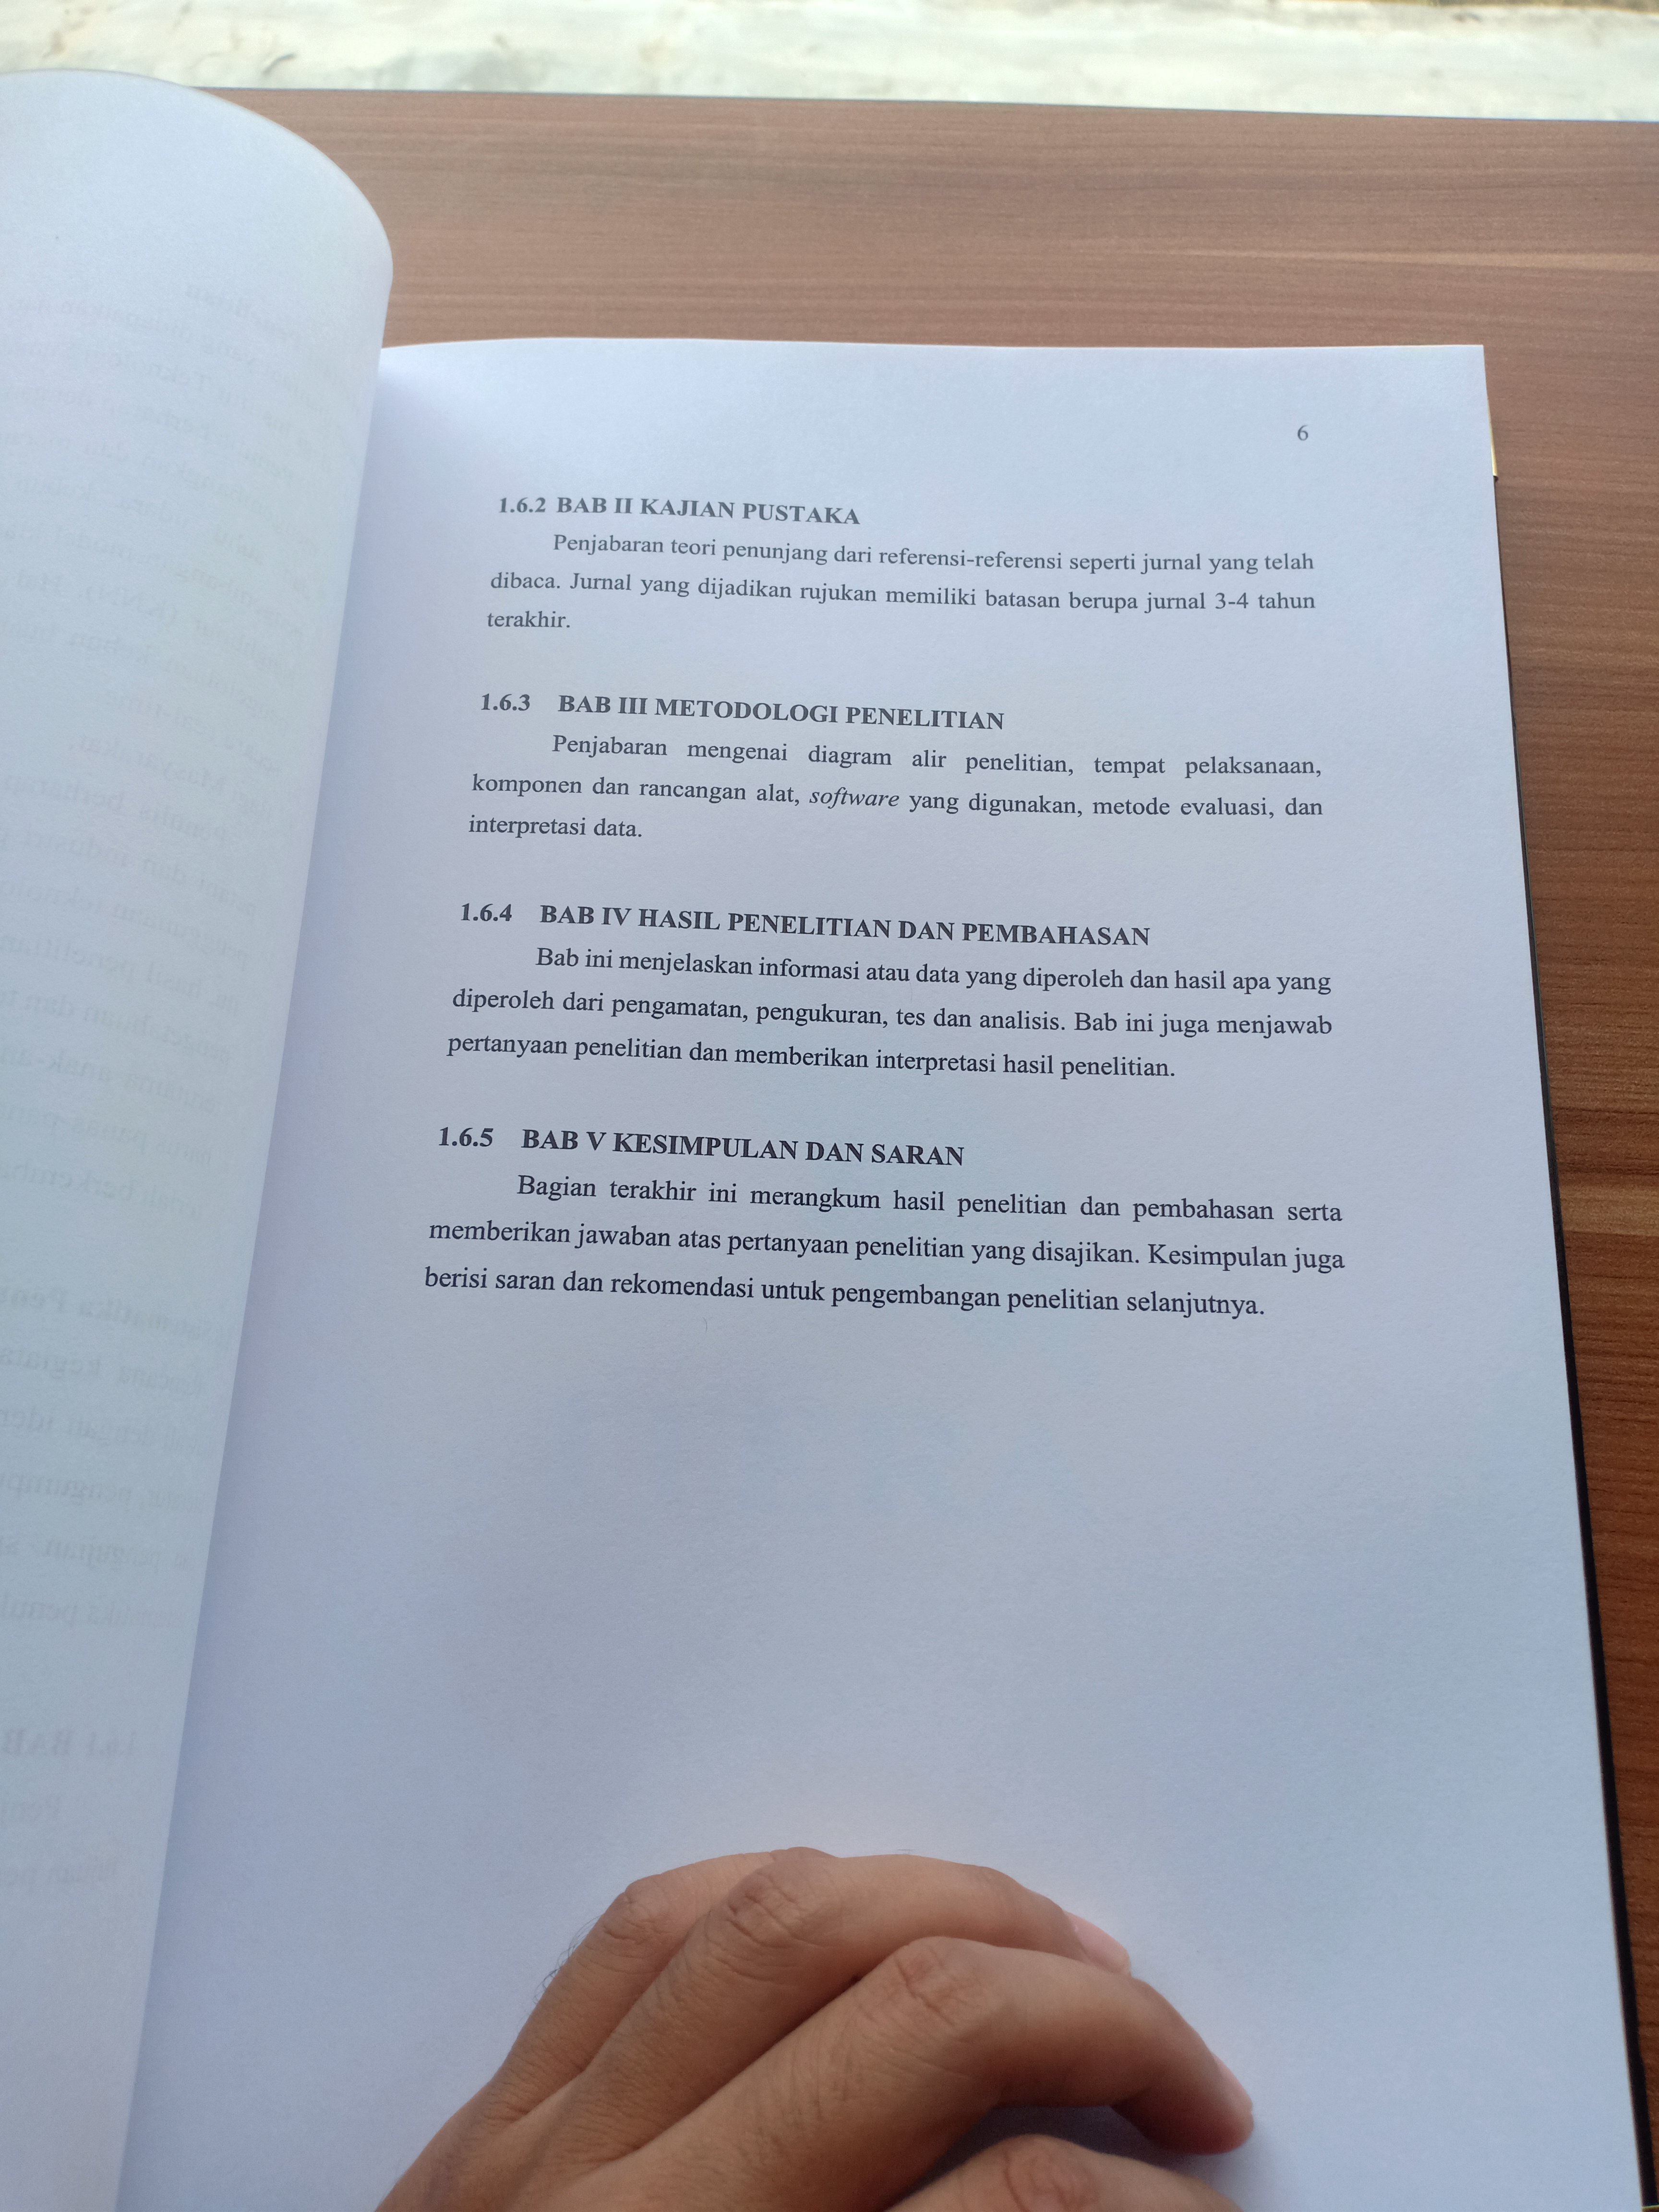 6
1.6.2 BAB II KAJIAN PUSTAKA
Penjabaran teori penunjang dari referensi-referensi seperti jurnal yang telah
dibaca. Jurnal yang dijadikan rujukan memiliki batasan berupa jurnal 3-4 tahun
terakhir.
1.6.3 BAB III METODOLOGI PENELITIAN
Penjabaran mengenai diagram alir penelitian, tempat pelaksanaan,
komponen dan rancangan alat, software yang digunakan, metode evaluasi, dan
interpretasi data.
1.6.4 BAB IV HASIL PENELITIAN DAN PEMBAHASAN
Bab ini menjelaskan informasi atau data yang diperoleh dan hasil apa yang
diperoleh dari pengamatan, pengukuran, tes dan analisis. Bab ini juga menjawab
pertanyaan penelitian dan memberikan interpretasi hasil penelitian.
1.6.5 BAB V KESIMPULAN DAN SARAN
Bagian terakhir ini merangkum hasil penelitian dan pembahasan serta
memberikan jawaban atas pertanyaan penelitian yang disajikan. Kesimpulan juga
berisi saran dan rekomendasi untuk pengembangan penelitian selanjutnya.